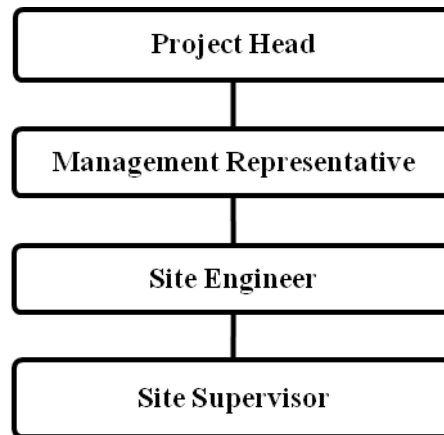 Project Head
Management Representative
Site Engineer
Site Supervisor